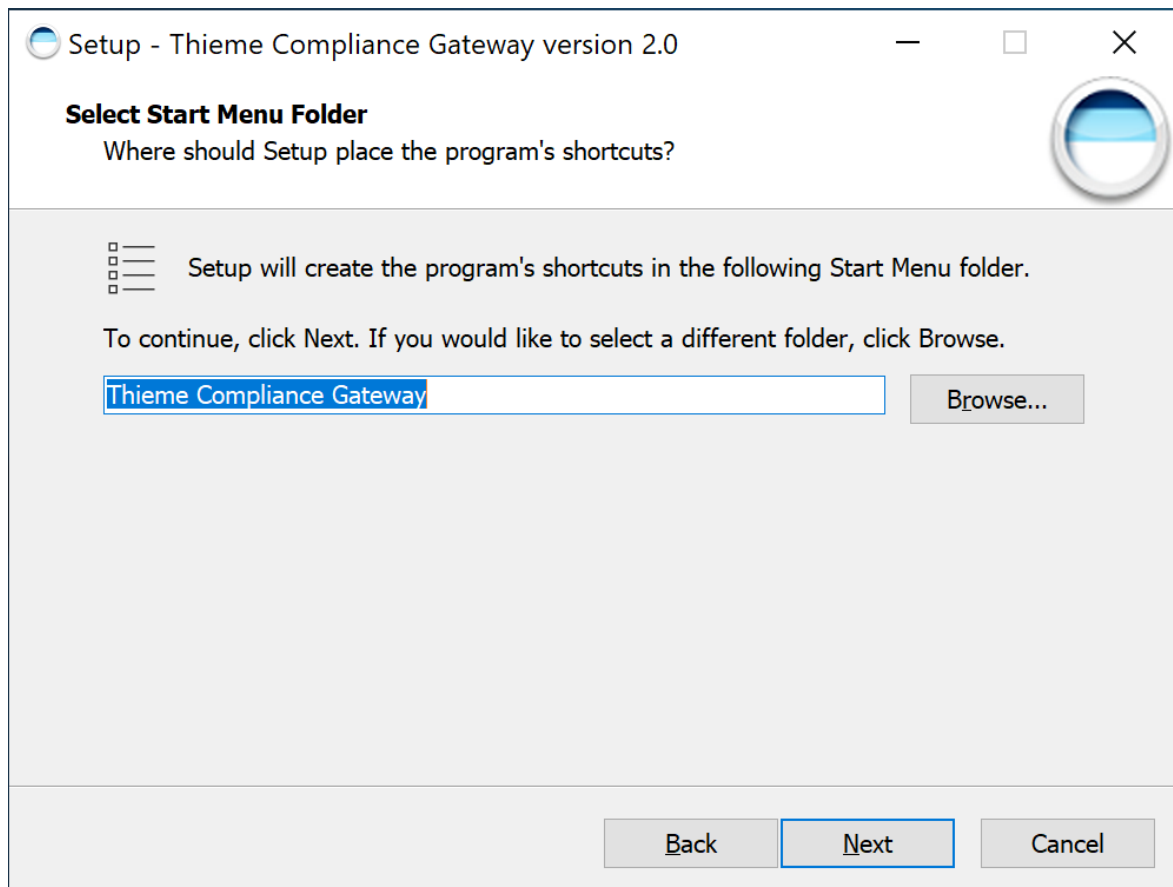 Setup - Thieme Compliance Gateway version 2.0
Select Start Menu Folder
Where should Setup place the program's shortcuts?
Setup will create the program's shortcuts in the following Start Menu folder.
To continue, click Next. If you would like to select a different folder, click Browse.
Thieme Compliance Gateway
Browse...
Back
Next
Cancel